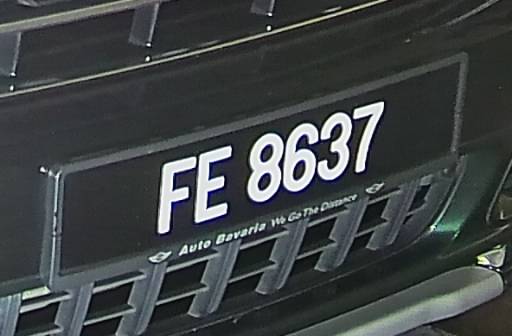 FE 8637
Auto Bavaria We Go The Distance